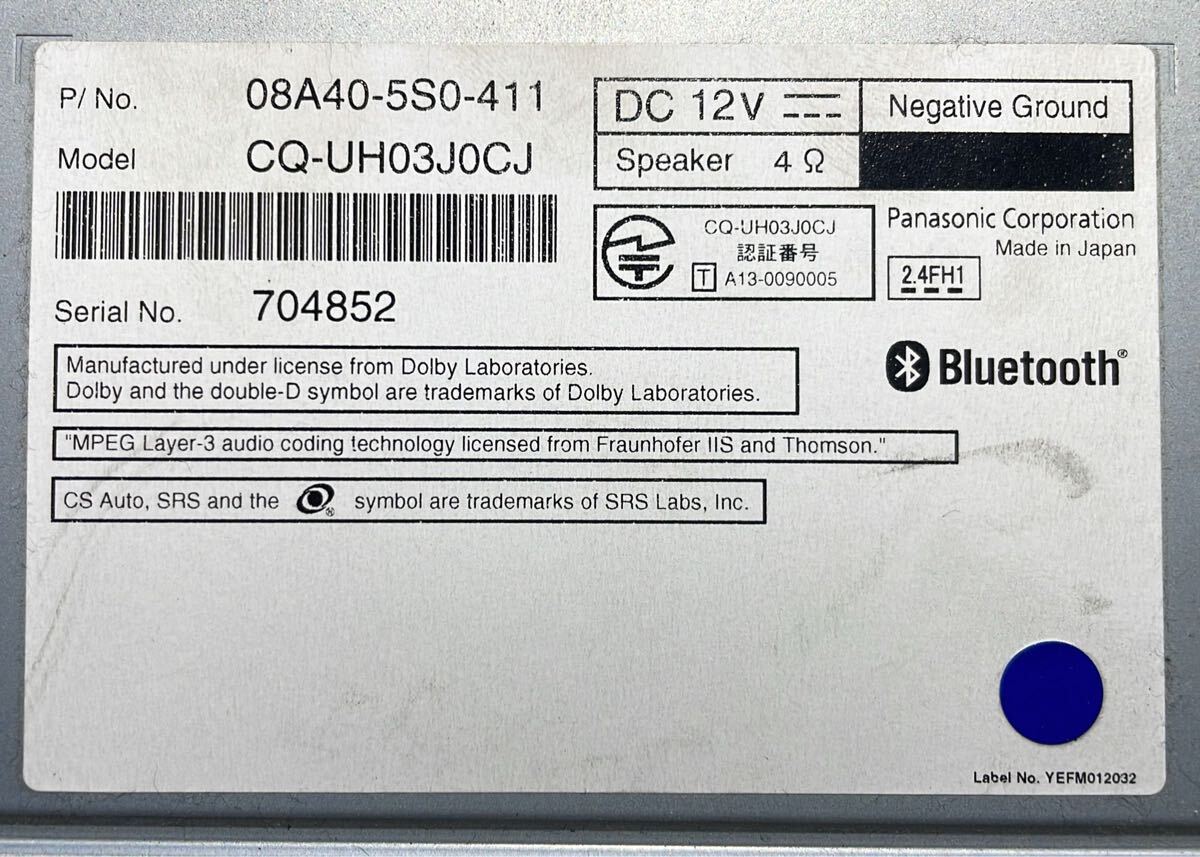 P/ No. 08A40-5S0-411
Model CQ-UH03J0CJ
Serial No. 704852
DC 12V
Negative Ground
Speaker 4 Ω
CQ-UH03J0CJ
認証番号
T A13-0090005
Panasonic Corporation
Made in Japan
2.4FH1
Bluetooth®
Manufactured under license from Dolby Laboratories.
Dolby and the double-D symbol are trademarks of Dolby Laboratories.
"MPEG Layer-3 audio coding technology licensed from Fraunhofer IIS and Thomson."
CS Auto, SRS and the ® symbol are trademarks of SRS Labs, Inc.
Label No. YEFM012032